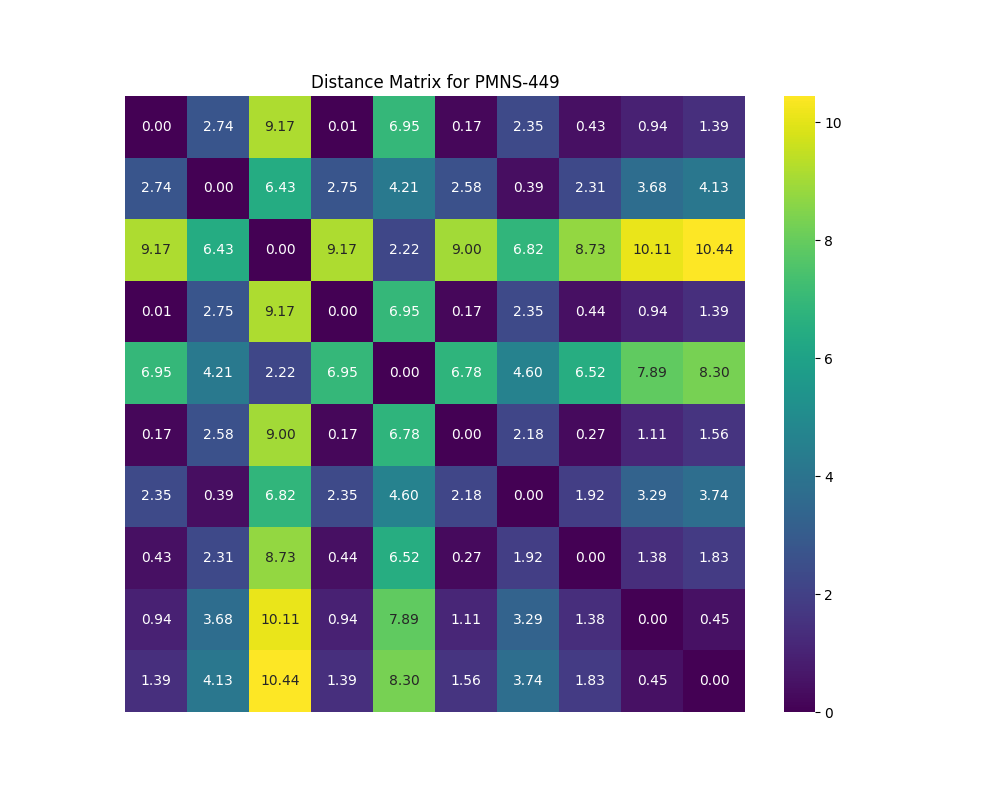 Distance Matrix for PMNS-449
0.00 2.74 9.17 0.01 6.95 0.17 2.35 0.43 0.94 1.39
2.74 0.00 6.43 2.75 4.21 2.58 0.39 2.31 3.68 4.13
9.17 6.43 0.00 9.17 2.22 9.00 6.82 8.73 10.11 10.44
0.01 2.75 9.17 0.00 6.95 0.17 2.35 0.44 0.94 1.39
6.95 4.21 2.22 6.95 0.00 6.78 4.60 6.52 7.89 8.30
0.17 2.58 9.00 0.17 6.78 0.00 2.18 0.27 1.11 1.56
2.35 0.39 6.82 2.35 4.60 2.18 0.00 1.92 3.29 3.74
0.43 2.31 8.73 0.44 6.52 0.27 1.92 0.00 1.38 1.83
0.94 3.68 10.11 0.94 7.89 1.11 3.29 1.38 0.00 0.45
1.39 4.13 10.44 1.39 8.30 1.56 3.74 1.83 0.45 0.00
10
8
6
4
2
0